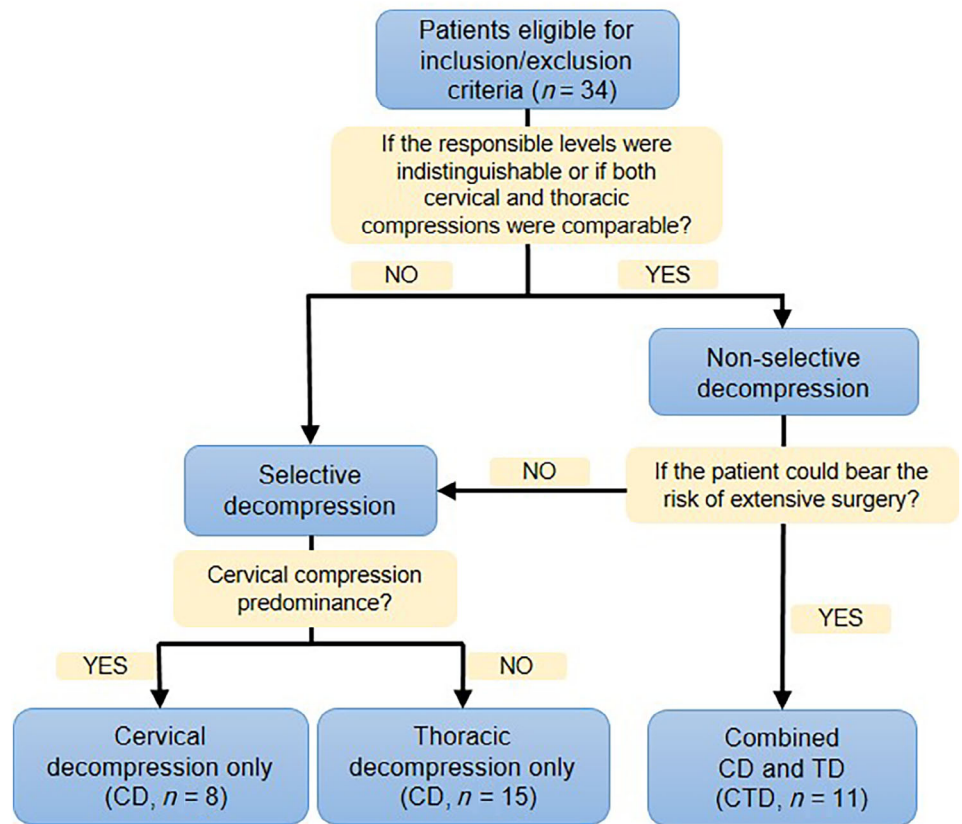 Patients eligible for
inclusion/exclusion
criteria (n = 34)
If the responsible levels were
indistinguishable or if both
cervical and thoracic
compressions were comparable?
NO
YES
Non-selective
decompression
Selective
decompression
NO
If the patient could bear the
risk of extensive surgery?
Cervical compression
predominance?
YES
YES
NO
Cervical
decompression only
(CD, n = 8)
Thoracic
decompression only
(CD, n = 15)
Combined
CD and TD
(CTD, n = 11)